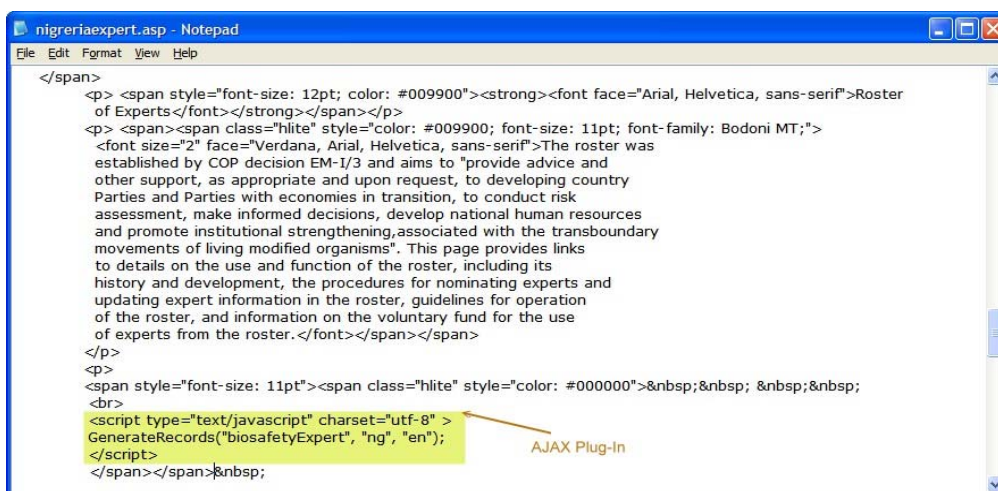 nigreriaexpert.asp - Notepad
File Edit Format View Help
</span>
<p> <span style="font-size: 12pt; color: #009900"><strong><font face="Arial, Helvetica, sans-serif">Roster
of Experts</font></strong></span></p>
<p> <span><span class="hlite" style="color: #009900; font-size: 11pt; font-family: Bodoni MT;">
<font size="2" face="Verdana, Arial, Helvetica, sans-serif">The roster was
established by COP decision EM-I/3 and aims to "provide advice and
other support, as appropriate and upon request, to developing country
Parties and Parties with economies in transition, to conduct risk
assessment, make informed decisions, develop national human resources
and promote institutional strengthening,associated with the transboundary
movements of living modified organisms". This page provides links
to details on the use and function of the roster, including its
history and development, the procedures for nominating experts and
updating expert information in the roster, guidelines for operation
of the roster, and information on the voluntary fund for the use
of experts from the roster.</font></span></span>
</p>
<p>
<span style="font-size: 11pt"><span class="hlite" style="color: #000000">&nbsp;&nbsp; &nbsp;&nbsp;
<br>
<script type="text/javascript" charset="utf-8" >
GenerateRecords("biosafetyExpert", "ng", "en");
AJAX Plug-In
</script>
</span></span>&nbsp;